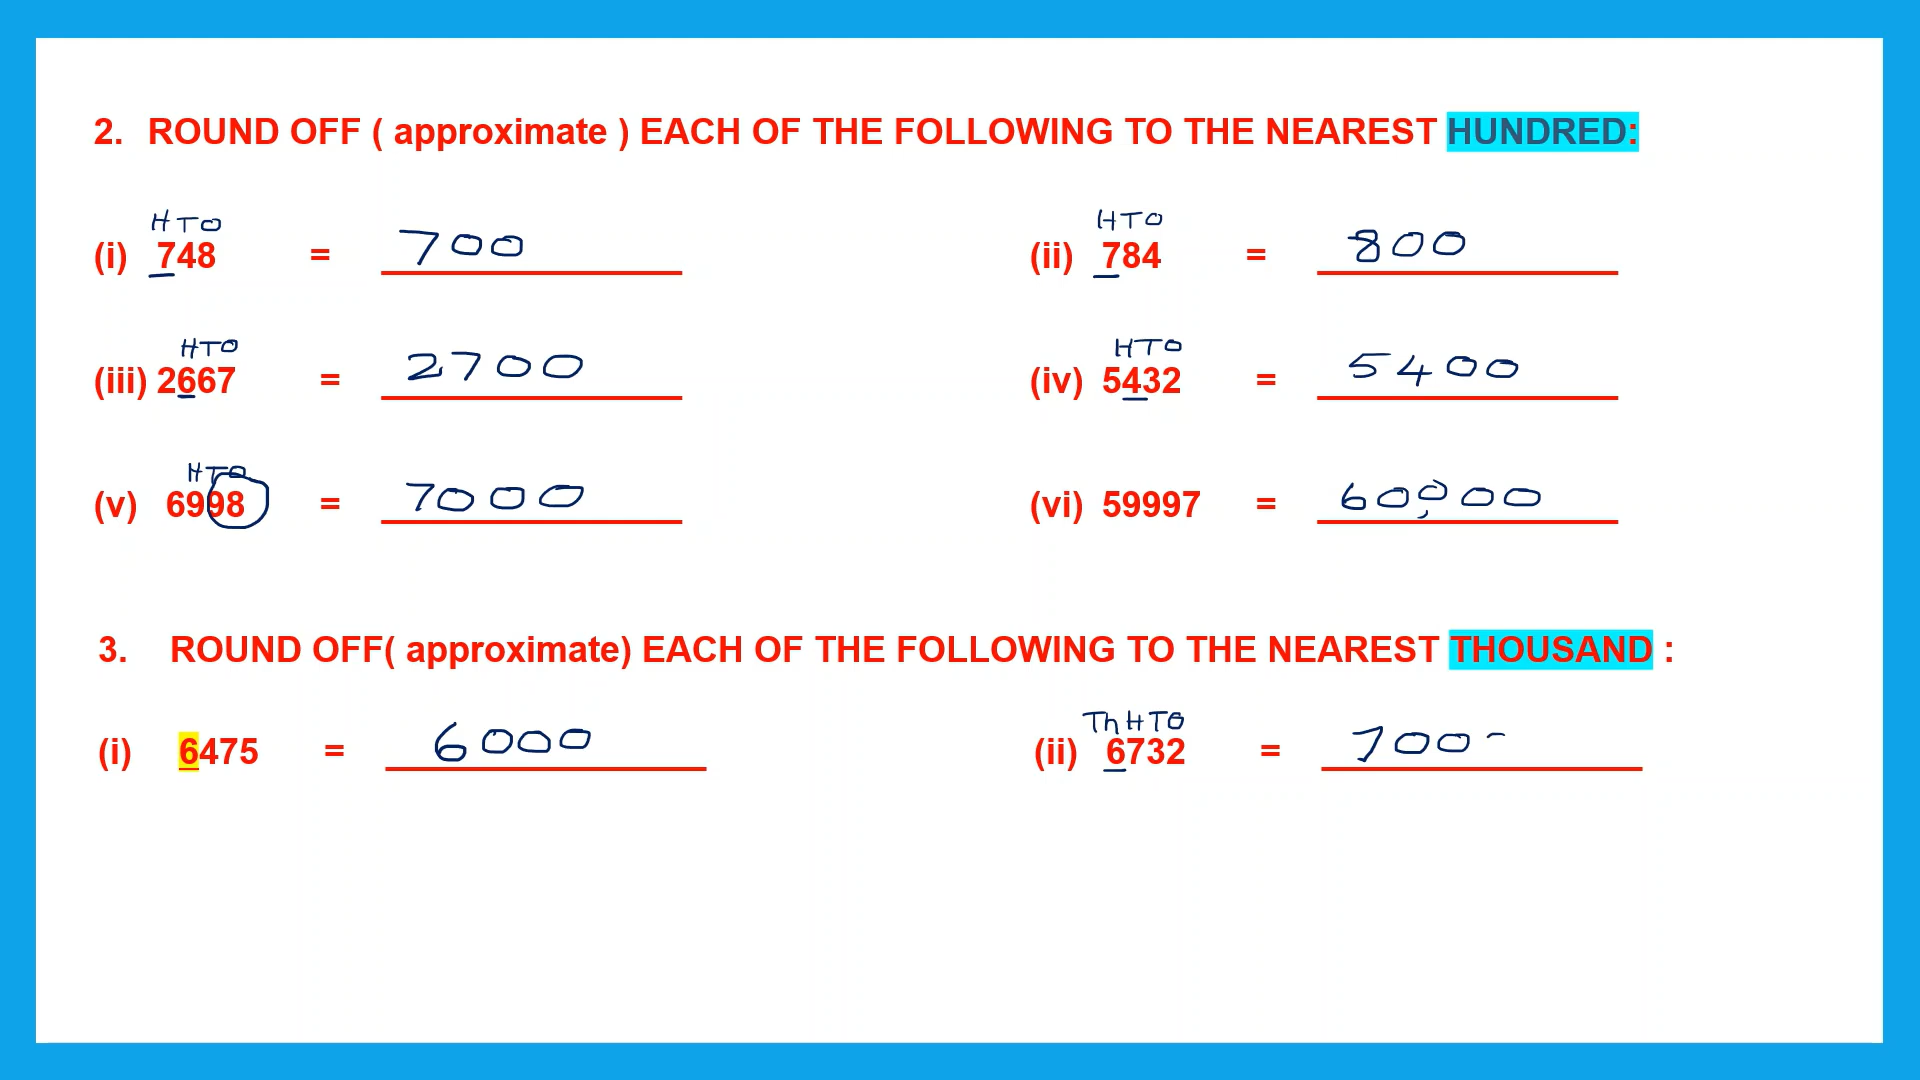 2. ROUND OFF ( approximate ) EACH OF THE FOLLOWING TO THE NEAREST HUNDRED:
HTO HTO
(i) 748 = 700 (ii) 784 = 800
HTO HTO
(iii) 2667 = 2700 (iv) 5432 = 5400
HTO
(v) 6998 = 7000 (vi) 59997 = 60,000
3. ROUND OFF( approximate) EACH OF THE FOLLOWING TO THE NEAREST THOUSAND :
Th H T O
(i) 6475 = 6000 (ii) 6732 = 700